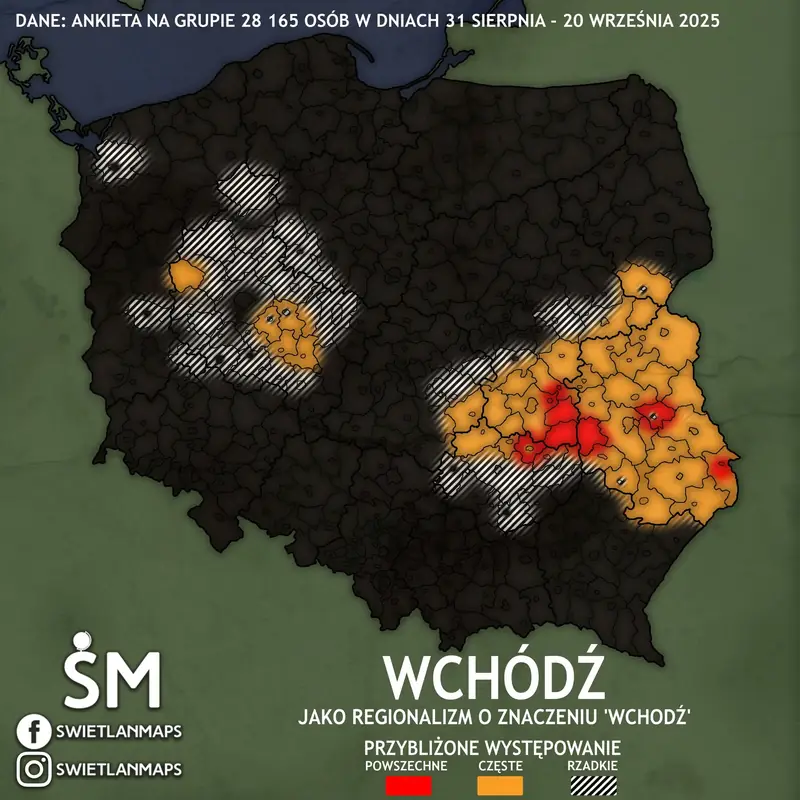 DANE: ANKIETA NA GRUPIE 28 165 OSÓB W DNIACH 31 SIERPNIA - 20 WRZEŚNIA 2025
ŚM
SWIETLANMAPS
SWIETLANMAPS
WCHÓDŹ
JAKO REGIONALIZM O ZNACZENIU 'WCHODŹ'
PRZYBLIŻONE WYSTĘPOWANIE
POWSZECHNE CZĘSTE RZADKIE